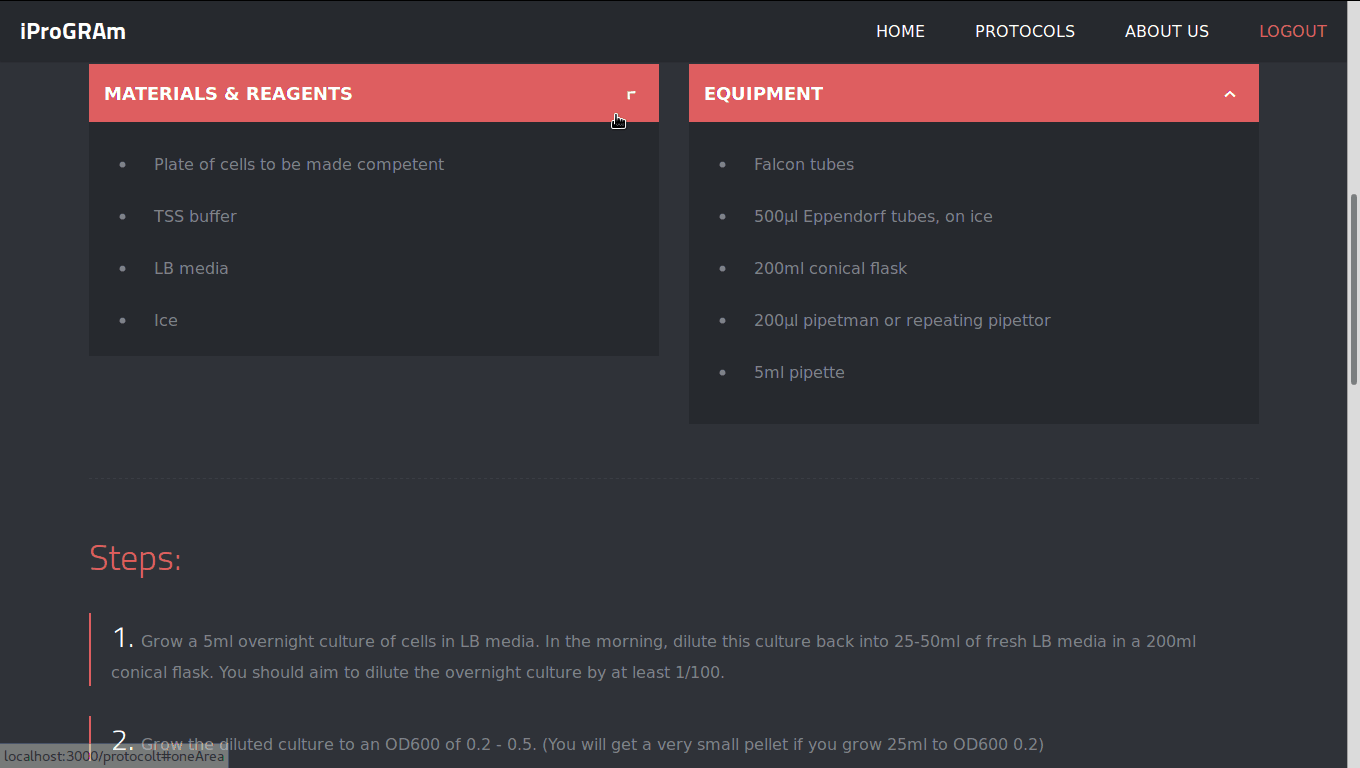 iProGRAm
HOME
PROTOCOLS
ABOUT US
LOGOUT
MATERIALS & REAGENTS
• Plate of cells to be made competent
• TSS buffer
• LB media
• Ice
EQUIPMENT
• Falcon tubes
• 500µl Eppendorf tubes, on ice
• 200ml conical flask
• 200µl pipetman or repeating pipettor
• 5ml pipette
Steps:
1. Grow a 5ml overnight culture of cells in LB media. In the morning, dilute this culture back into 25-50ml of fresh LB media in a 200ml
conical flask. You should aim to dilute the overnight culture by at least 1/100.
2. Grow the diluted culture to an OD600 of 0.2 - 0.5. (You will get a very small pellet if you grow 25ml to OD600 0.2)
localhost:3000/protocolt#oneArea